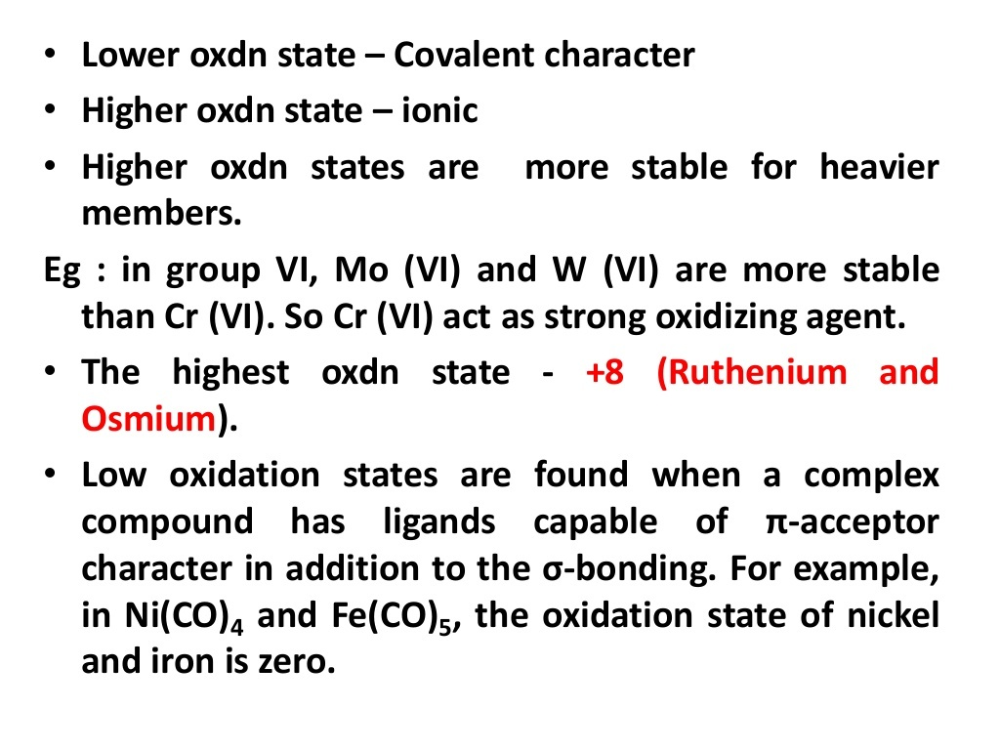 • Lower oxdn state – Covalent character
• Higher oxdn state – ionic
• Higher oxdn states are more stable for heavier
members.
Eg : in group VI, Mo (VI) and W (VI) are more stable
than Cr (VI). So Cr (VI) act as strong oxidizing agent.
• The highest oxdn state - +8 (Ruthenium and
Osmium).
• Low oxidation states are found when a complex
compound has ligands capable of π-acceptor
character in addition to the σ-bonding. For example,
in Ni(CO)₄ and Fe(CO)₅, the oxidation state of nickel
and iron is zero.